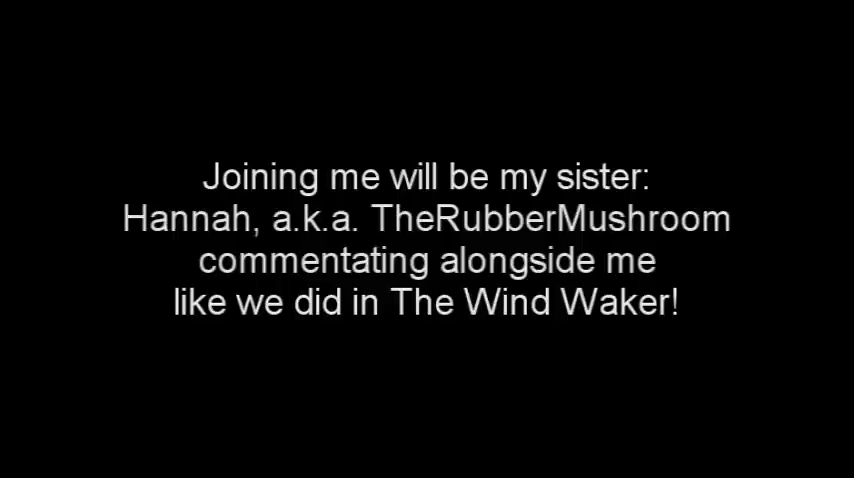 Joining me will be my sister:
Hannah, a.k.a. TheRubberMushroom
commentating alongside me
like we did in The Wind Waker!